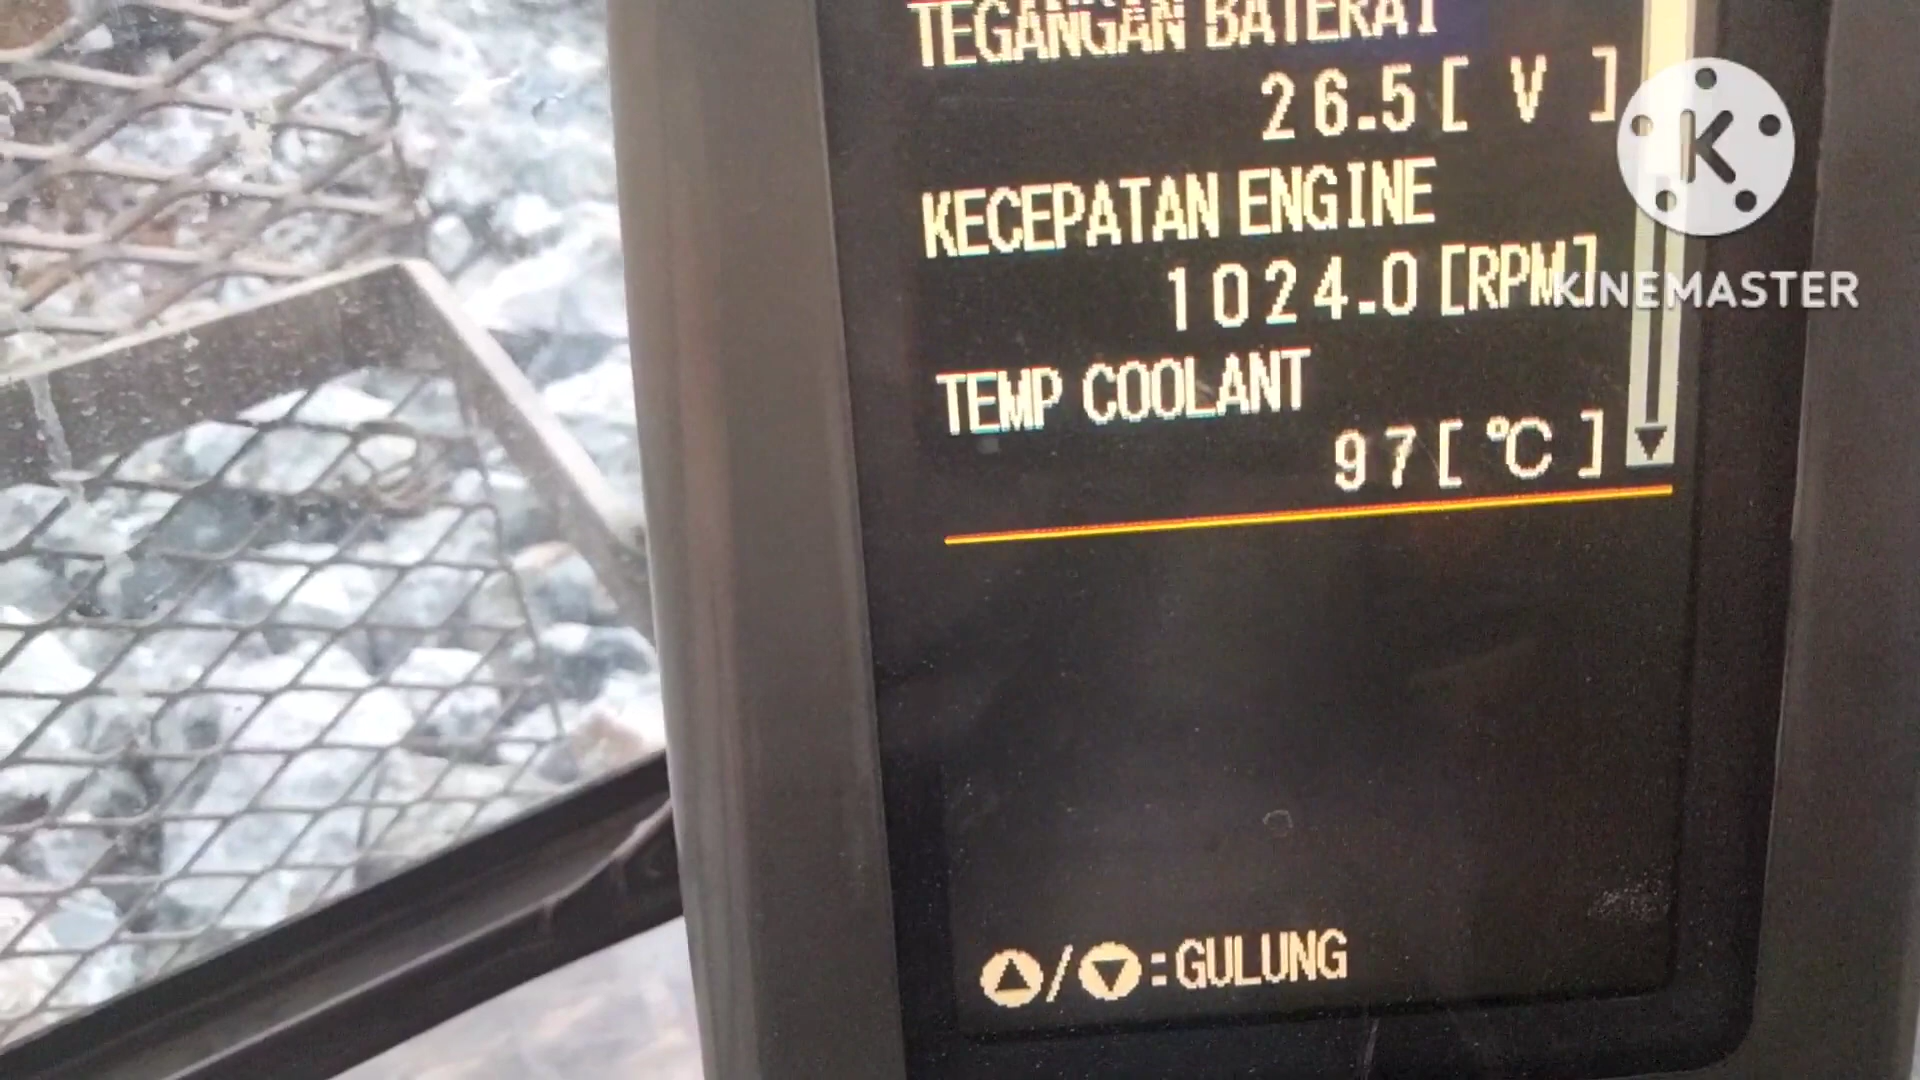 TEGANGAN BATERAI
26.5[ V ]
KECEPATAN ENGINE
1024.0 [RPM]
TEMP COOLANT
97[ ℃ ]
▲/▼:GULUNG
K
KINEMASTER